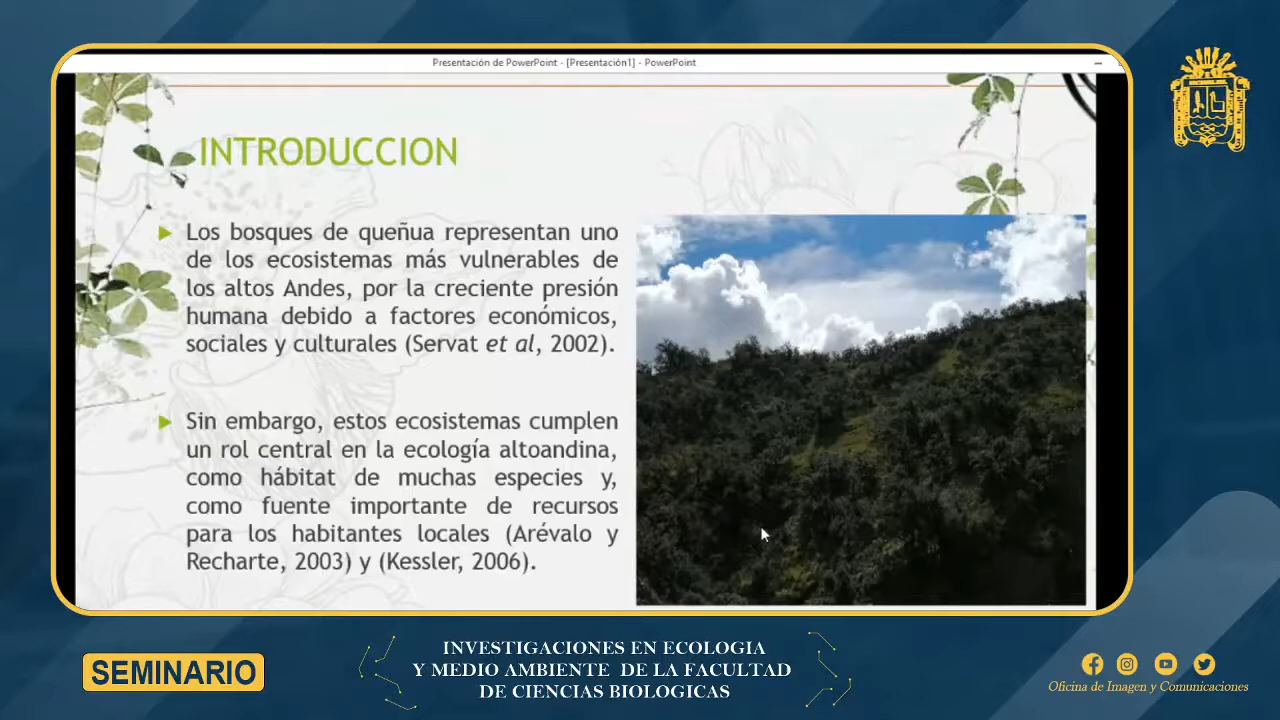 Presentación de PowerPoint - [Presentación1] - PowerPoint
INTRODUCCION
Los bosques de queñua representan uno
de los ecosistemas más vulnerables de
los altos Andes, por la creciente presión
humana debido a factores económicos,
sociales y culturales (Servat et al, 2002).
Sin embargo, estos ecosistemas cumplen
un rol central en la ecología altoandina,
como hábitat de muchas especies y,
como fuente importante de recursos
para los habitantes locales (Arévalo y
Recharte, 2003) y (Kessler, 2006).
SEMINARIO
INVESTIGACIONES EN ECOLOGIA
Y MEDIO AMBIENTE DE LA FACULTAD
DE CIENCIAS BIOLOGICAS
Oficina de Imagen y Comunicaciones